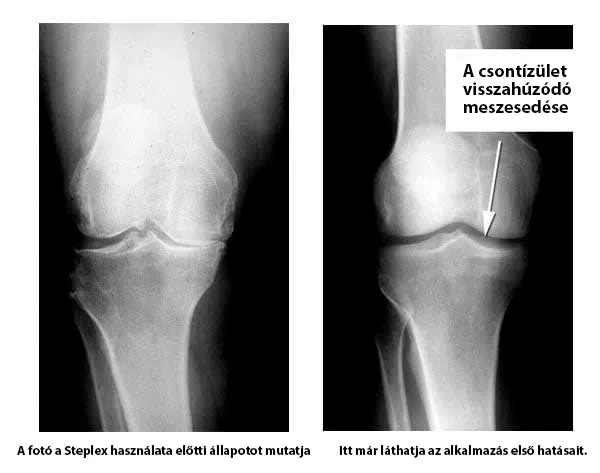 A csontízület
visszahúzódó
meszesedése
A fotó a Steplex használata előtti állapotot mutatja
Itt már láthatja az alkalmazás első hatásait.